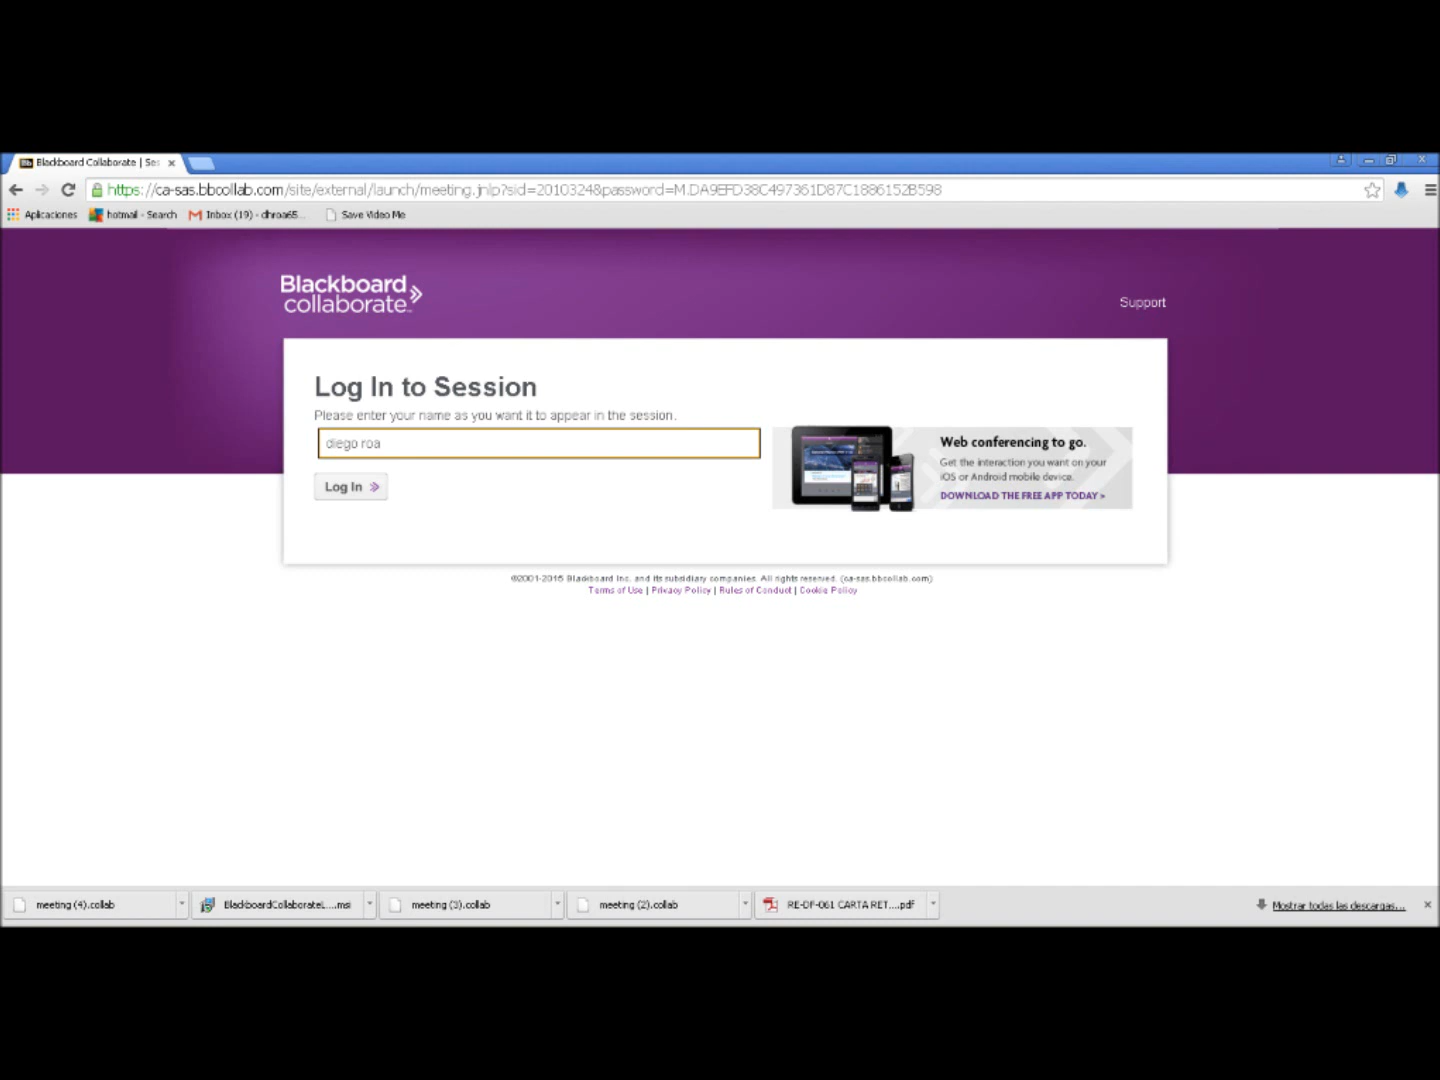 Blackboard Collaborate | Ses
https://ca-sas.bbcollab.com/site/external/launch/meeting.jnlp?sid=2010324&password=M.DA9EFD38C497361D87C1886152B598
Aplicaciones hotmail - Search Inbox (19) - dhroa65... Save Video Me
Blackboard
collaborate
Support
Log In to Session
Please enter your name as you want it to appear in the session.
diego roa
Web conferencing to go.
Get the interaction you want on your
iOS or Android mobile device.
DOWNLOAD THE FREE APP TODAY >
Log In
©2001-2015 Blackboard Inc. and its subsidiary companies. All rights reserved. (ca-sas.bbcollab.com)
Terms of Use | Privacy Policy | Rules of Conduct | Cookie Policy
meeting (4).collab BlackboardCollaborateL....msi meeting (3).collab meeting (2).collab RE-DF-061 CARTA RET....pdf Mostrar todas las descargas...